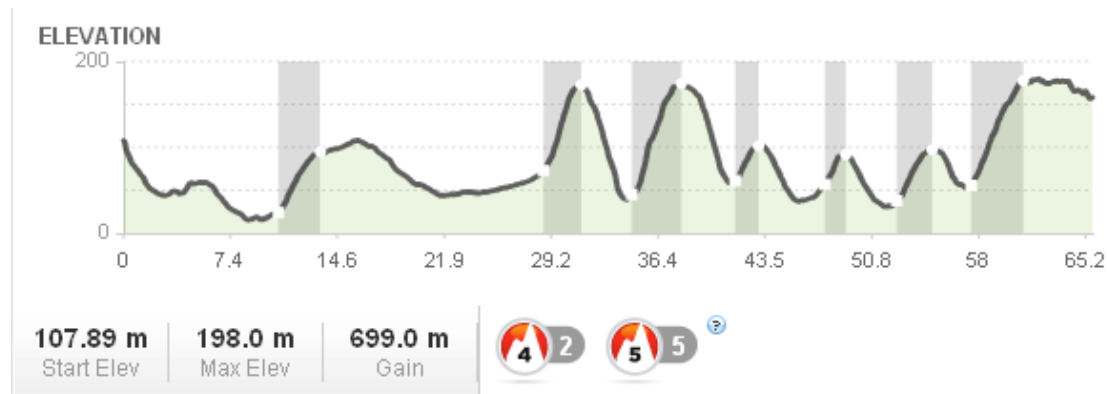 ELEVATION
200
0
0 7.4 14.6 21.9 29.2 36.4 43.5 50.8 58 65.2
107.89 m 198.0 m 699.0 m
Start Elev Max Elev Gain
4 2 5 5 ?